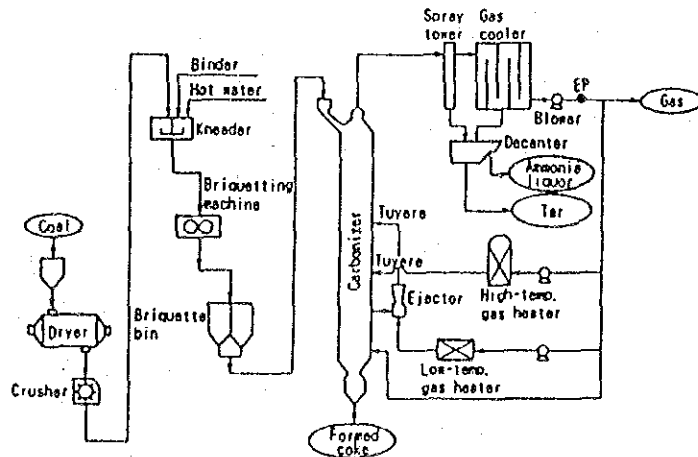 Spray
tower
Gas
cooler
Binder
Hot water
Kneader
EP
Blower
Gas
Decanter
Ammonia
liquor
Tar
Briquetting
machine
Coal
Tuyere
Carbonizer
Tuyere
Ejector
High-temp.
gas heater
Dryer
Briquette
bin
Low-temp.
gas heater
Crusher
Formed
coke